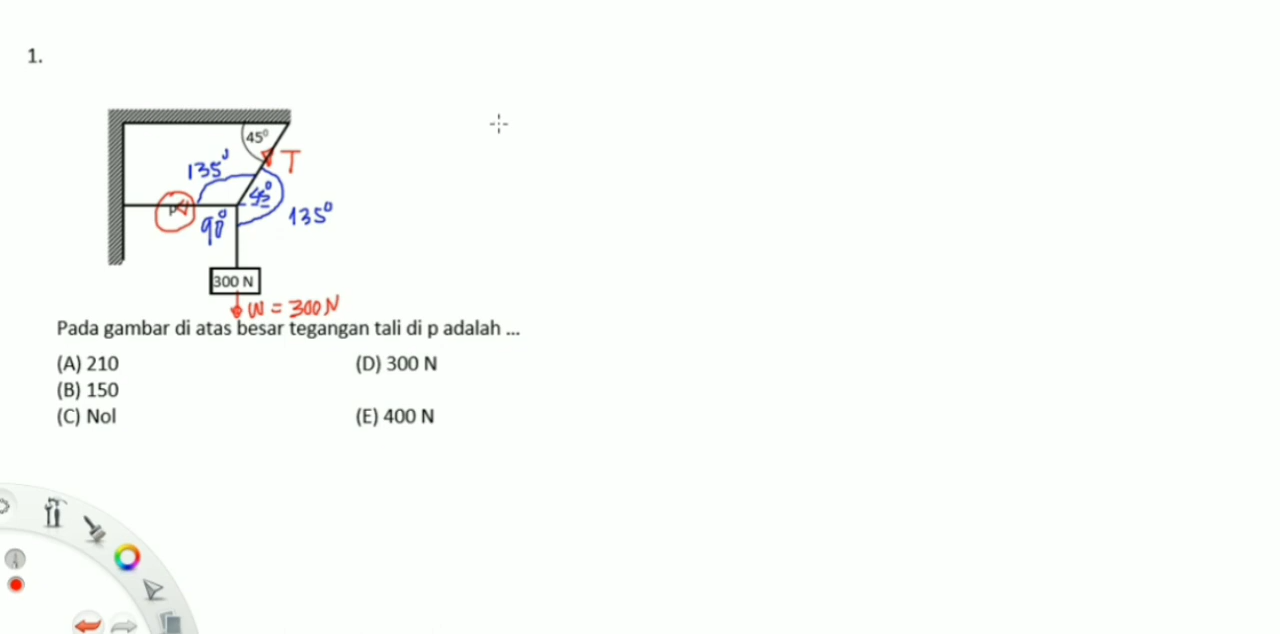 1.
45°
T
135°
45°
P
90°
135°
300 N
W = 300 N
Pada gambar di atas besar tegangan tali di p adalah ...
(A) 210 (D) 300 N
(B) 150
(C) Nol (E) 400 N